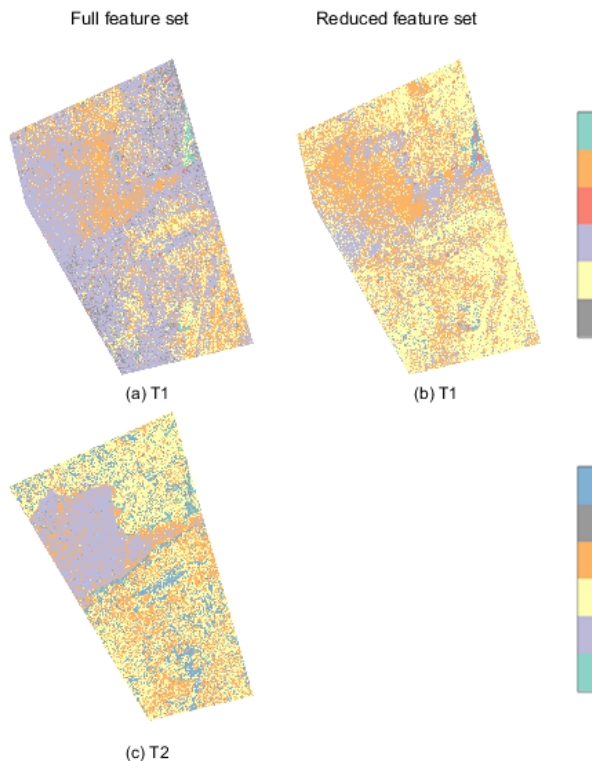 Full feature set
Reduced feature set
(a) T1
(b) T1
(c) T2